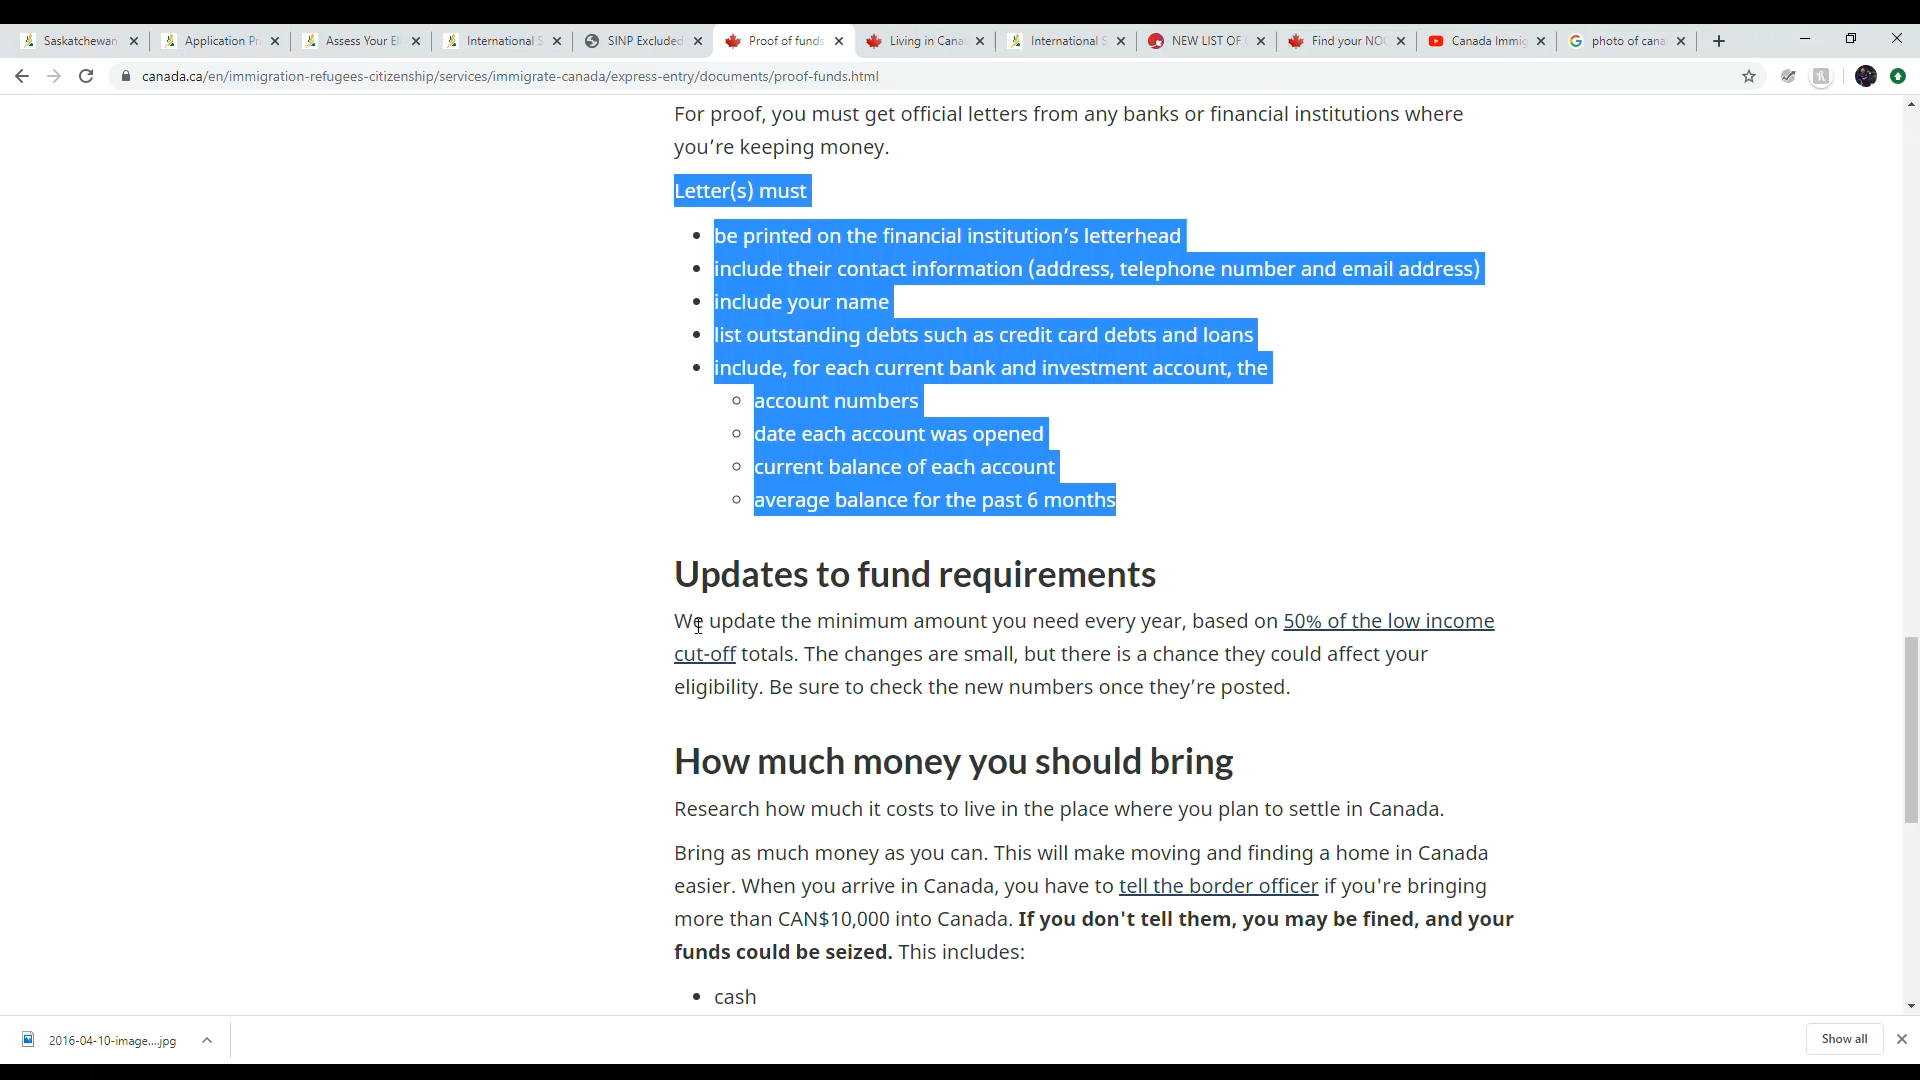 Saskatchewan
Application Pr
Assess Your El
International S
SINP Excluded
Proof of funds
Living in Cana
International S
NEW LIST OF
Find your NOC
Canada Immig
photo of cana
canada.ca/en/immigration-refugees-citizenship/services/immigrate-canada/express-entry/documents/proof-funds.html
For proof, you must get official letters from any banks or financial institutions where
you're keeping money.
Letter(s) must
be printed on the financial institution's letterhead
include their contact information (address, telephone number and email address)
include your name
list outstanding debts such as credit card debts and loans
include, for each current bank and investment account, the
account numbers
date each account was opened
current balance of each account
average balance for the past 6 months
Updates to fund requirements
We update the minimum amount you need every year, based on 50% of the low income
cut-off totals. The changes are small, but there is a chance they could affect your
eligibility. Be sure to check the new numbers once they're posted.
How much money you should bring
Research how much it costs to live in the place where you plan to settle in Canada.
Bring as much money as you can. This will make moving and finding a home in Canada
easier. When you arrive in Canada, you have to tell the border officer if you're bringing
more than CAN$10,000 into Canada. If you don't tell them, you may be fined, and your
funds could be seized. This includes:
cash
2016-04-10-image....jpg
Show all